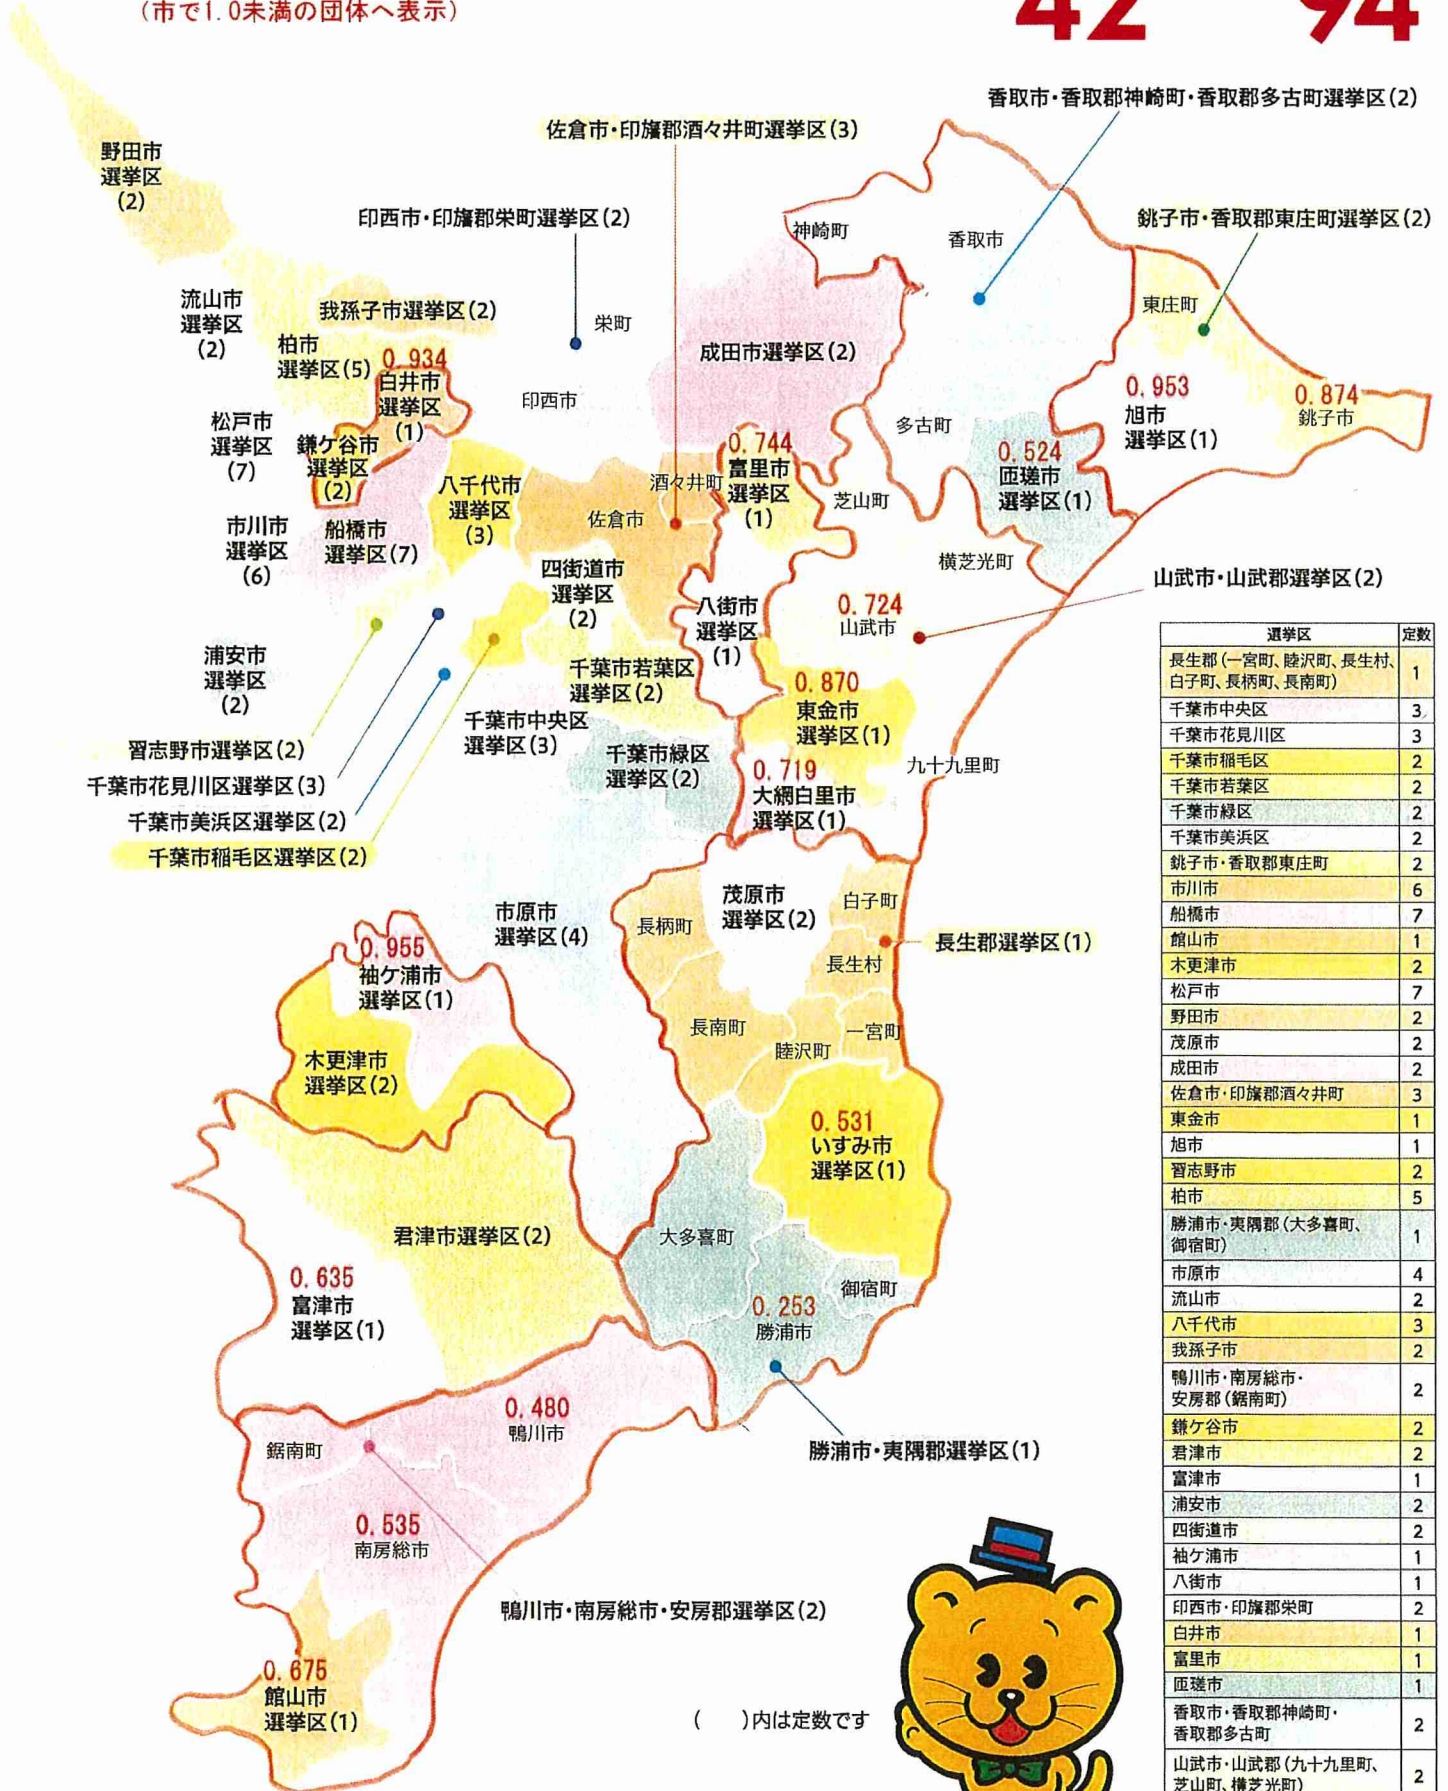 (市で1.0未満の団体へ表示)
42 94
香取市・香取郡神崎町・香取郡多古町選挙区(2)
佐倉市・印旛郡酒々井町選挙区(3)
野田市
選挙区
(2)
印西市・印旛郡栄町選挙区(2)
銚子市・香取郡東庄町選挙区(2)
神崎町
香取市
流山市
選挙区
(2)
我孫子市選挙区(2)
栄町
東庄町
柏市
選挙区(5)
0.934
白井市
選挙区
(1)
成田市選挙区(2)
印西市
0.953
旭市
選挙区(1)
0.874
銚子市
松戸市
選挙区
(7)
鎌ケ谷市
選挙区
(2)
多古町
0.744
富里市
選挙区
(1)
0.524
匝瑳市
選挙区(1)
八千代市
選挙区
(3)
酒々井町
佐倉市
芝山町
市川市
選挙区
(6)
船橋市
選挙区(7)
四街道市
選挙区
(2)
横芝光町
山武市・山武郡選挙区(2)
八街市
選挙区
(1)
0.724
山武市
浦安市
選挙区
(2)
千葉市若葉区
選挙区(2)
0.870
東金市
選挙区(1)
千葉市中央区
選挙区(3)
習志野市選挙区(2)
千葉市緑区
選挙区(2)
九十九里町
千葉市花見川区選挙区(3)
0.719
大網白里市
選挙区(1)
千葉市美浜区選挙区(2)
千葉市稲毛区選挙区(2)
茂原市
選挙区(2)
白子町
長柄町
市原市
選挙区(4)
長生郡選挙区(1)
0.955
袖ケ浦市
選挙区(1)
長生村
長南町
一宮町
睦沢町
木更津市
選挙区(2)
0.531
いすみ市
選挙区(1)
君津市選挙区(2)
大多喜町
0.635
富津市
選挙区(1)
御宿町
0.253
勝浦市
0.480
鴨川市
鋸南町
勝浦市・夷隅郡選挙区(1)
0.535
南房総市
鴨川市・南房総市・安房郡選挙区(2)
0.675
館山市
選挙区(1)
(　)内は定数です
選挙区 定数
長生郡(一宮町、睦沢町、長生村、
白子町、長柄町、長南町) 1
千葉市中央区 3
千葉市花見川区 3
千葉市稲毛区 2
千葉市若葉区 2
千葉市緑区 2
千葉市美浜区 2
銚子市・香取郡東庄町 2
市川市 6
船橋市 7
館山市 1
木更津市 2
松戸市 7
野田市 2
茂原市 2
成田市 2
佐倉市・印旛郡酒々井町 3
東金市 1
旭市 1
習志野市 2
柏市 5
勝浦市・夷隅郡(大多喜町、
御宿町) 1
市原市 4
流山市 2
八千代市 3
我孫子市 2
鴨川市・南房総市・
安房郡(鋸南町) 2
鎌ケ谷市 2
君津市 2
富津市 1
浦安市 2
四街道市 2
袖ケ浦市 1
八街市 1
印西市・印旛郡栄町 2
白井市 1
富里市 1
匝瑳市 1
香取市・香取郡神崎町・
香取郡多古町 2
山武市・山武郡(九十九里町、
芝山町、横芝光町) 2